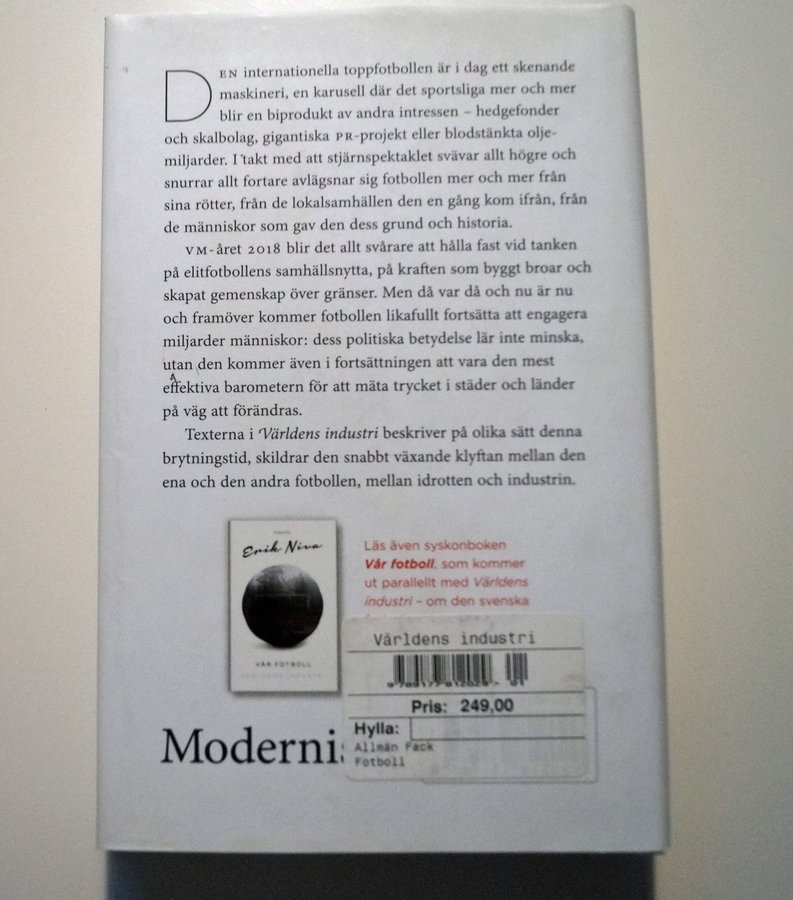 DEN internationella toppfotbollen är i dag ett skenande
maskineri, en karusell där det sportsliga mer och mer
blir en biprodukt av andra intressen – hedgefonder
och skalbolag, gigantiska PR-projekt eller blodstänkta olje-
miljarder. I takt med att stjärnspektaklet svävar allt högre och
snurrar allt fortare avlägsnar sig fotbollen mer och mer från
sina rötter, från de lokalsamhällen den en gång kom ifrån, från
de människor som gav den dess grund och historia.
VM-året 2018 blir det allt svårare att hålla fast vid tanken
på elitfotbollens samhällsnytta, på kraften som byggt broar och
skapat gemenskap över gränser. Men då var då och nu är nu
och framöver kommer fotbollen likafullt fortsätta att engagera
miljarder människor: dess politiska betydelse lär inte minska,
utan den kommer även i fortsättningen att vara den mest
effektiva barometern för att mäta trycket i städer och länder
på väg att förändras.
Texterna i Världens industri beskriver på olika sätt denna
brytningstid, skildrar den snabbt växande klyftan mellan den
ena och den andra fotbollen, mellan idrotten och industrin.
Erik Niva
VÅR FOTBOLL
Läs även syskonboken
Vår fotboll, som kommer
ut parallellt med Världens
industri – om den svenska
Världens industri
Pris: 249,00
Hylla:
Allmän Fack
Fotboll
Modernis